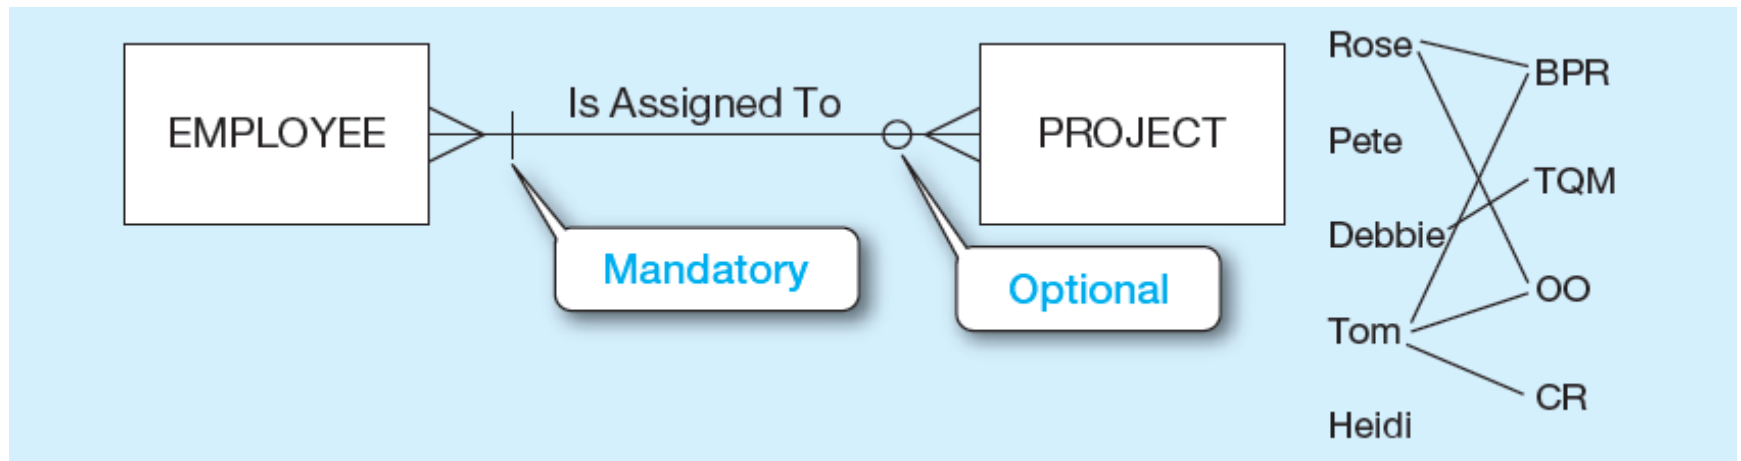 EMPLOYEE
Is Assigned To
PROJECT
Mandatory
Optional
Rose
Pete
Debbie
Tom
Heidi
BPR
TQM
OO
CR